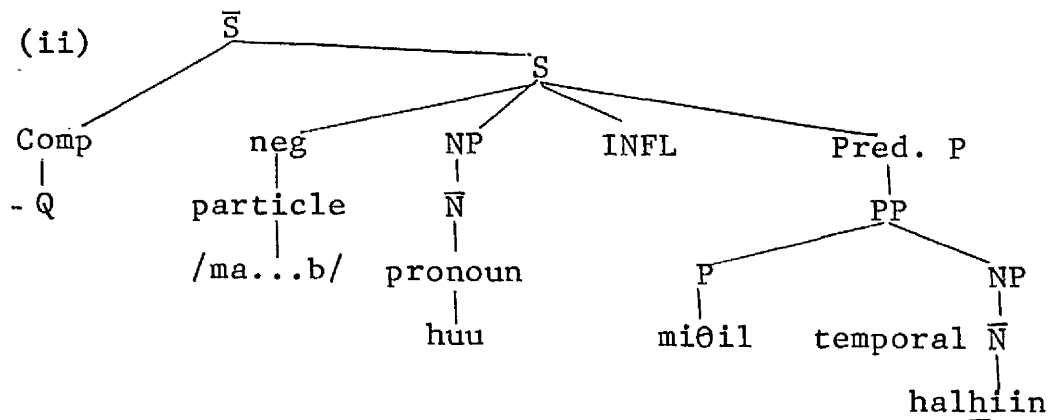 (ii) S̅
S
Comp neg NP INFL Pred. P
- Q particle N̅ PP
/ma...b/ pronoun P NP
huu miθil temporal N̅
halhiin